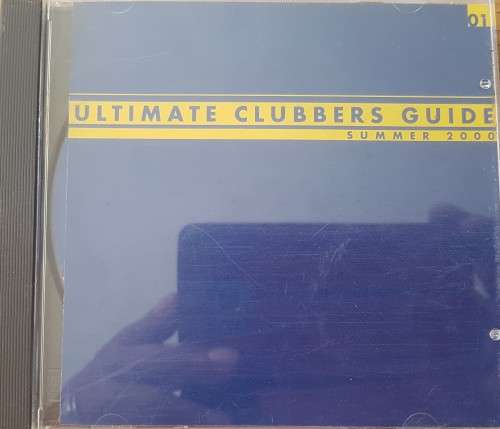 01
ULTIMATE CLUBBERS GUIDE
SUMMER 2000